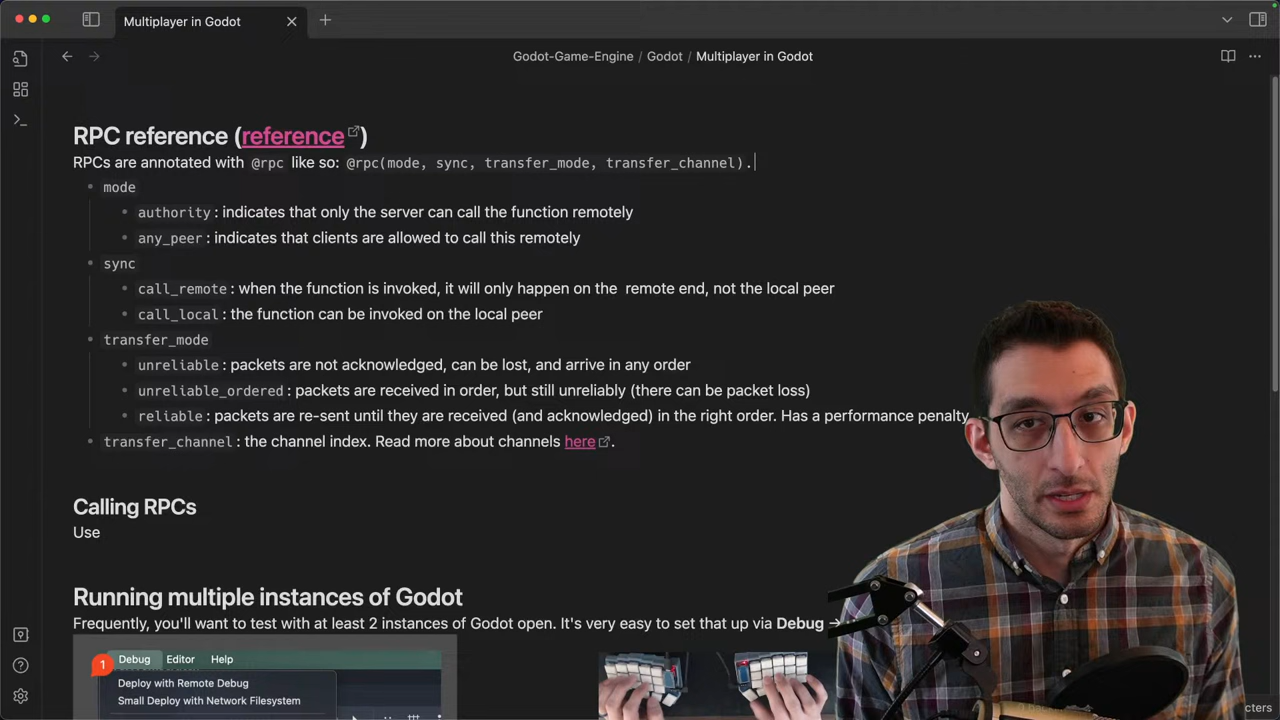 Multiplayer in Godot
Godot-Game-Engine / Godot / Multiplayer in Godot
RPC reference (reference)
RPCs are annotated with @rpc like so: @rpc(mode, sync, transfer_mode, transfer_channel).
mode
authority: indicates that only the server can call the function remotely
any_peer: indicates that clients are allowed to call this remotely
sync
call_remote: when the function is invoked, it will only happen on the remote end, not the local peer
call_local: the function can be invoked on the local peer
transfer_mode
unreliable: packets are not acknowledged, can be lost, and arrive in any order
unreliable_ordered: packets are received in order, but still unreliably (there can be packet loss)
reliable: packets are re-sent until they are received (and acknowledged) in the right order. Has a performance penalty
transfer_channel: the channel index. Read more about channels here.
Calling RPCs
Use
Running multiple instances of Godot
Frequently, you'll want to test with at least 2 instances of Godot open. It's very easy to set that up via Debug →
1 Debug Editor Help
Deploy with Remote Debug
Small Deploy with Network Filesystem